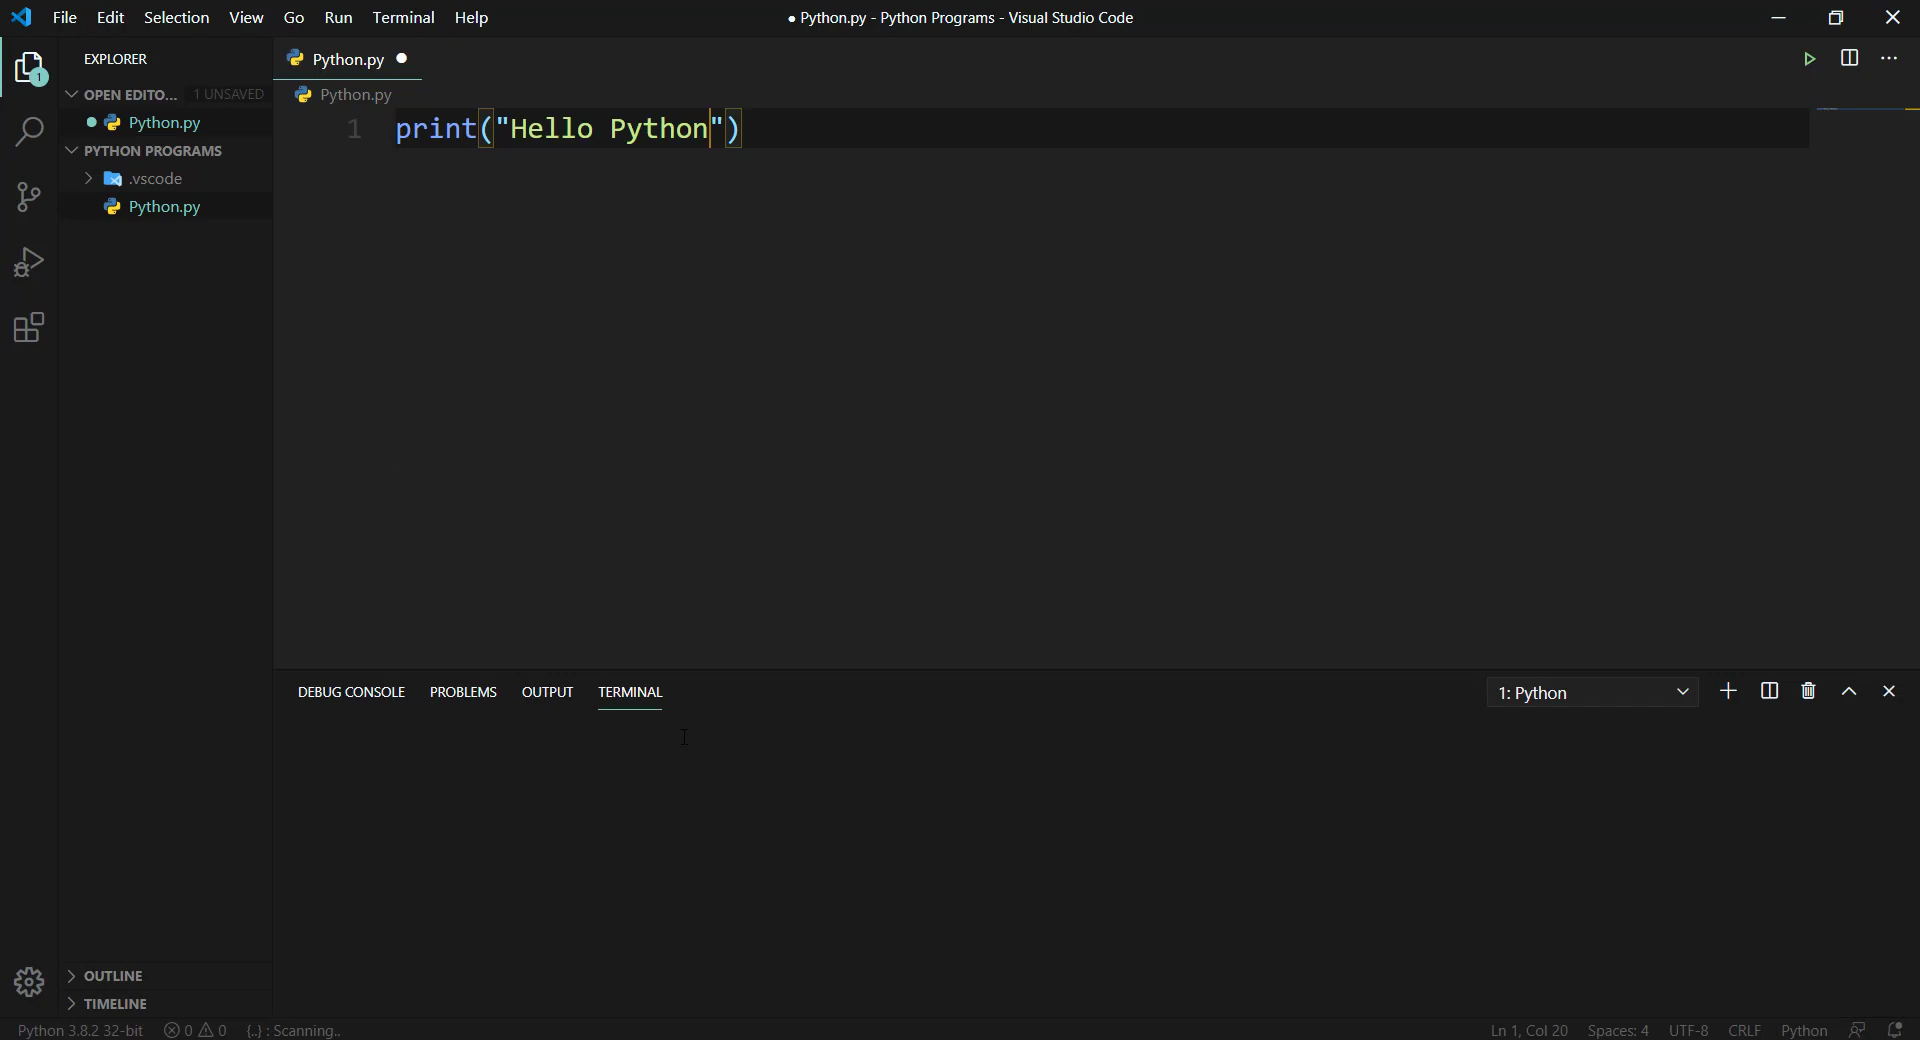 File Edit Selection View Go Run Terminal Help
● Python.py - Python Programs - Visual Studio Code
EXPLORER
1
OPEN EDITO... 1 UNSAVED
Python.py
PYTHON PROGRAMS
.vscode
Python.py
OUTLINE
TIMELINE
Python.py
Python.py
1 print("Hello Python")
DEBUG CONSOLE PROBLEMS OUTPUT TERMINAL
1: Python
Python 3.8.2 32-bit 0 0 {..} : Scanning.. Ln 1, Col 20 Spaces: 4 UTF-8 CRLF Python